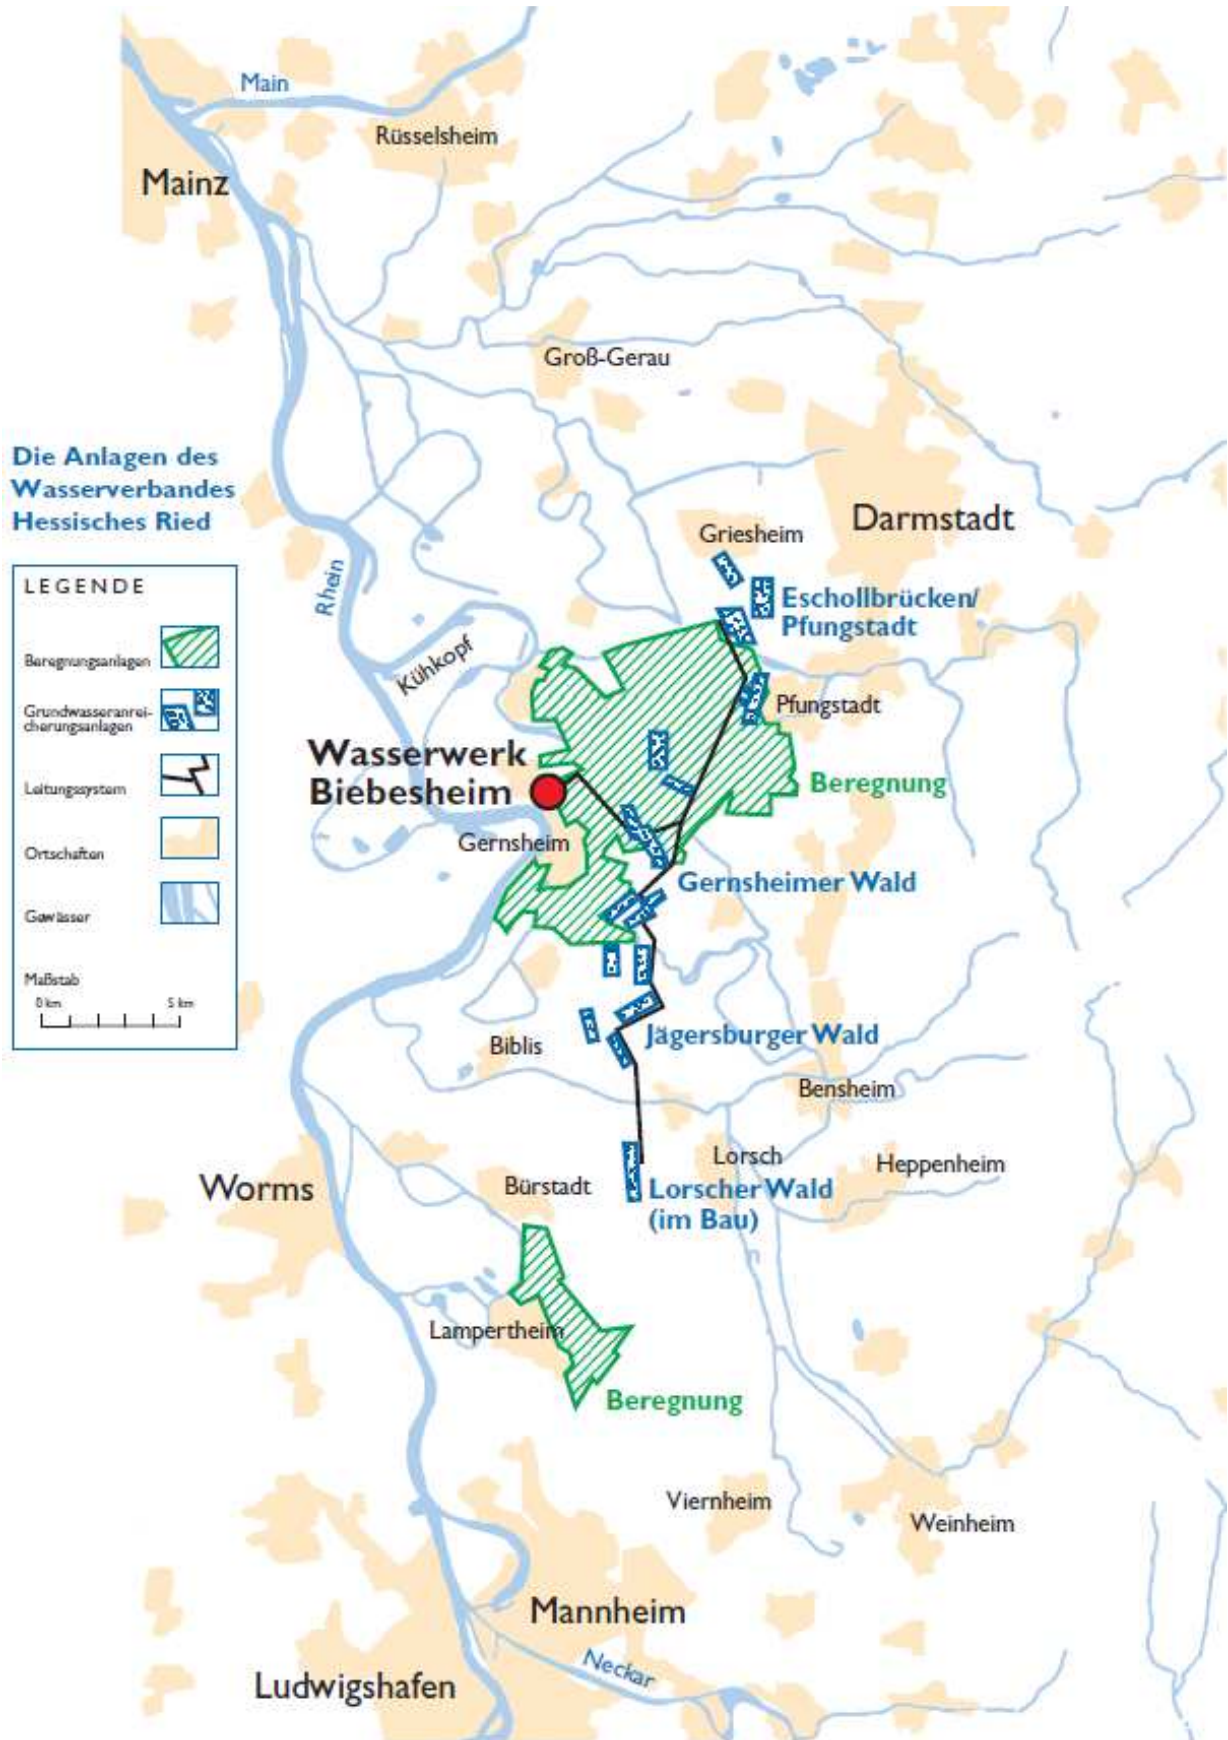 Main
Rüsselsheim
Mainz
Groß-Gerau
Die Anlagen des
Wasserverbandes
Hessisches Ried
LEGENDE
Beregnungsanlagen
Grundwasseranrei-
cherungsanlagen
Leitungssystem
Ortschaften
Gewässer
Maßstab
0 km 5 km
Rhein
Kühkopf
Griesheim
Darmstadt
Eschollbrücken/
Pfungstadt
Pfungstadt
Wasserwerk
Biebesheim
Beregnung
Gernsheim
Gernsheimer Wald
Jägersburger Wald
Biblis
Bensheim
Lorsch
Heppenheim
Worms
Bürstadt
Lorscher Wald
(im Bau)
Lampertheim
Beregnung
Viernheim
Weinheim
Mannheim
Neckar
Ludwigshafen